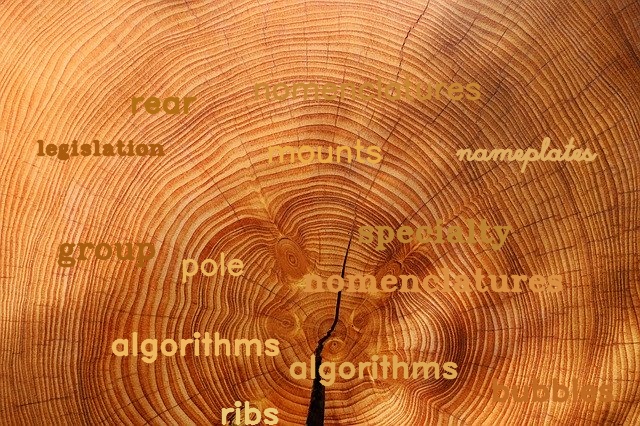 nomenclatures
rear
legislation
mounts
nameplates
specialty
group
pole
nomenclatures
algorithms
algorithms
bubbles
ribs